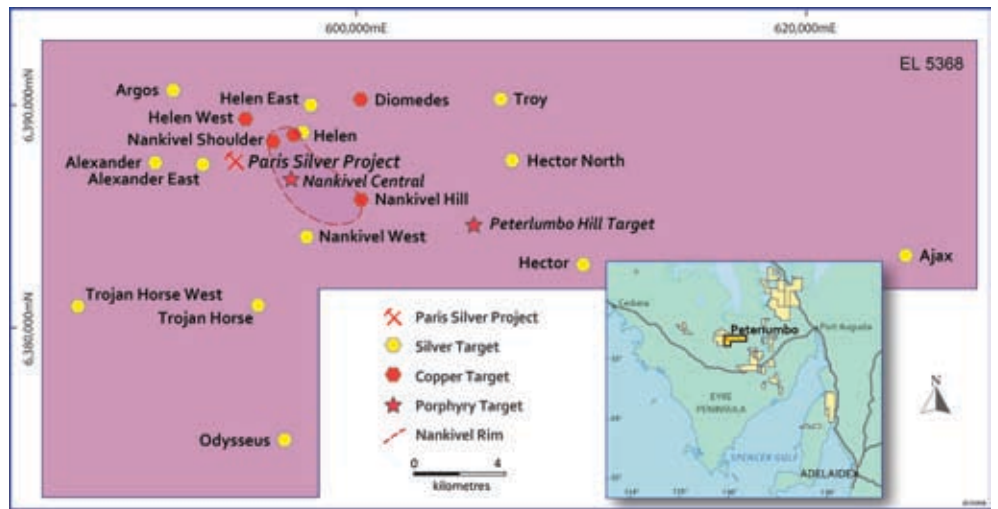 600,000mE
620,000mE
EL 5368
6,390,000mN
6,380,000mN
Argos
Helen East
Diomedes
Troy
Helen West
Helen
Nankivel Shoulder
Alexander
Paris Silver Project
Hector North
Alexander East
Nankivel Central
Nankivel Hill
Peterlumbo Hill Target
Nankivel West
Hector
Ajax
Trojan Horse West
Trojan Horse
Odysseus
Paris Silver Project
Silver Target
Copper Target
Porphyry Target
Nankivel Rim
0 4
kilometres
Ceduna
Peterlumbo
Port Augusta
EYRE
PENINSULA
SPENCER GULF
ADELAIDE
N